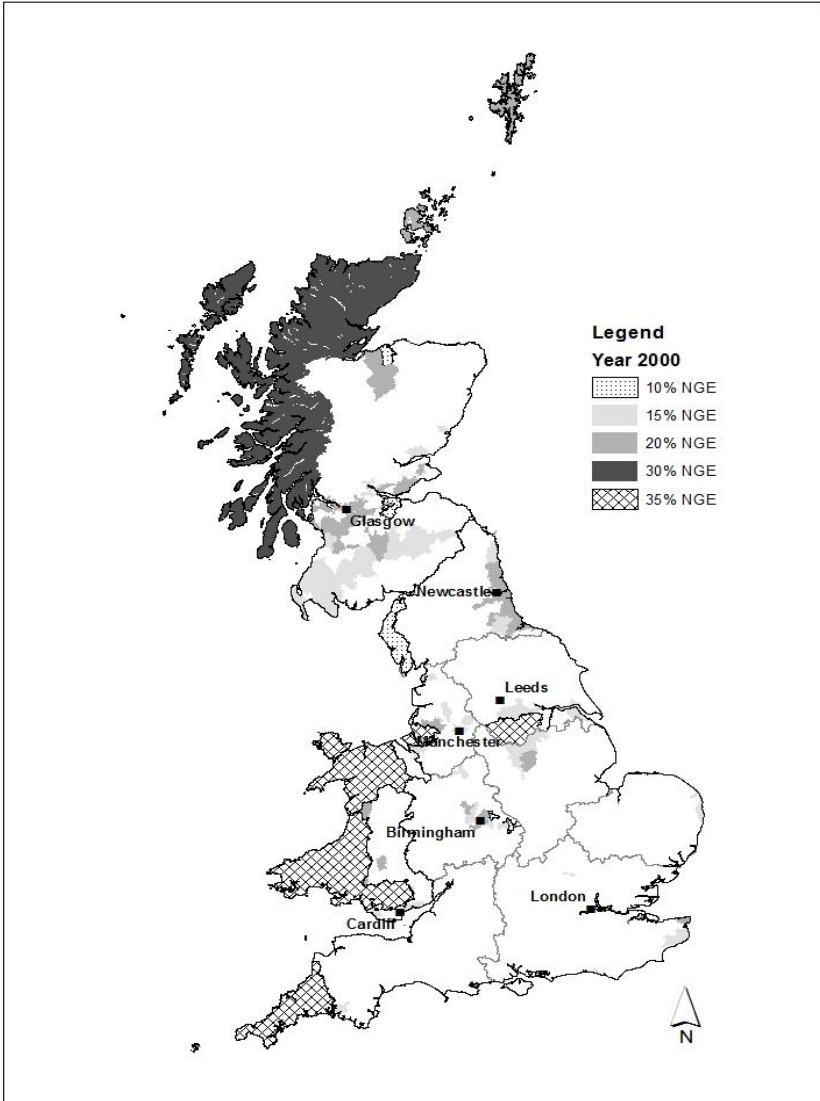 Legend
Year 2000
10% NGE
15% NGE
20% NGE
30% NGE
35% NGE
Glasgow
Newcastle
Leeds
Manchester
Birmingham
London
Cardiff
N